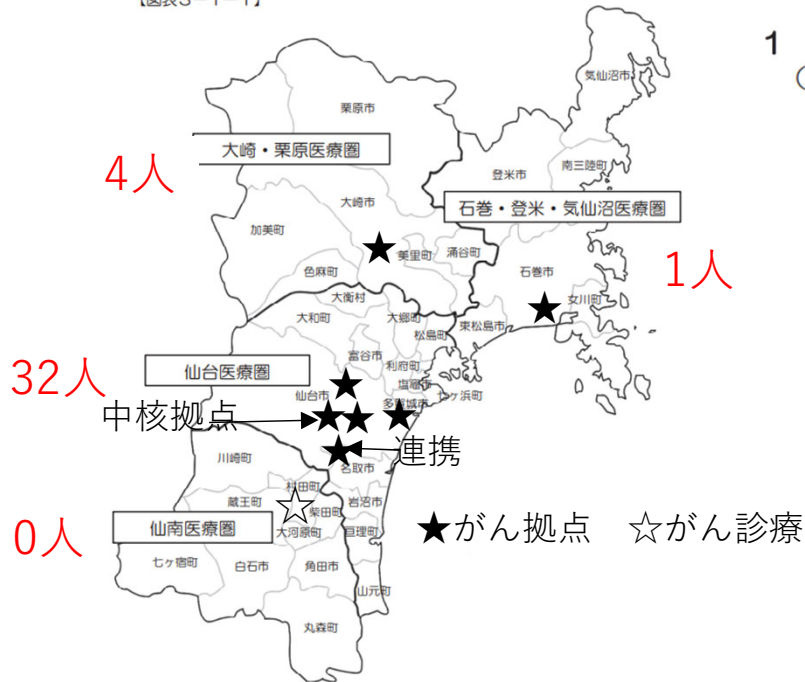 【図表3-1-1】
1
気仙沼市
栗原市
大崎・栗原医療圏
登米市
南三陸町
4人
大崎市
石巻・登米・気仙沼医療圏
加美町
美里町
涌谷町
石巻市
色麻町
女川町
1人
大衡村
大和町
大郷町
東松島市
松島町
富谷市
利府町
仙台医療圏
32人
仙台市
塩竈市
七ヶ浜町
多賀城市
中核拠点
連携
川崎町
名取市
村田町
蔵王町
柴田町
岩沼市
仙南医療圏
大河原町
亘理町
★がん拠点 ☆がん診療
0人
七ヶ宿町
白石市
角田市
山元町
丸森町